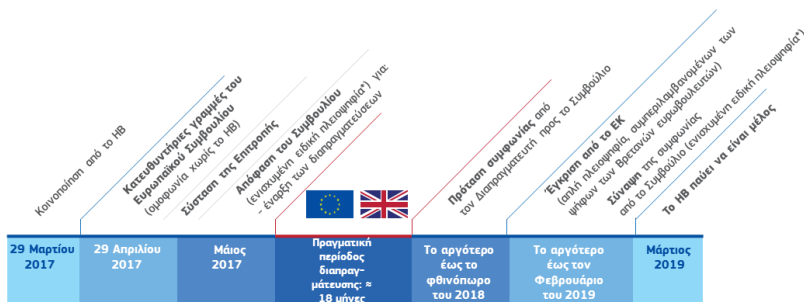 Κοινοποίηση από το ΗΒ
Κατευθυντήριες γραμμές του
Ευρωπαϊκού Συμβουλίου
(ομοφωνία χωρίς το ΗΒ)
Σύσταση της Επιτροπής
Απόφαση του Συμβουλίου
(ενισχυμένη ειδική πλειοψηφία*) για:
- έναρξη των διαπραγματεύσεων
Πρόταση συμφωνίας από
τον Διαπραγματευτή προς το Συμβούλιο
Έγκριση από το ΕΚ
(απλή πλειοψηφία, συμπεριλαμβανομένων των
ψήφων των Βρετανών ευρωβουλευτών)
Σύναψη της συμφωνίας
από το Συμβούλιο (ενισχυμένη ειδική πλειοψηφία*)
Το ΗΒ παύει να είναι μέλος
29 Μαρτίου
2017
29 Απριλίου
2017
Μάιος
2017
Πραγματική
περίοδος
διαπραγ-
μάτευσης: ≈
18 μήνες
Το αργότερο
έως το
φθινόπωρο
του 2018
Το αργότερο
έως τον
Φεβρουάριο
του 2019
Μάρτιος
2019